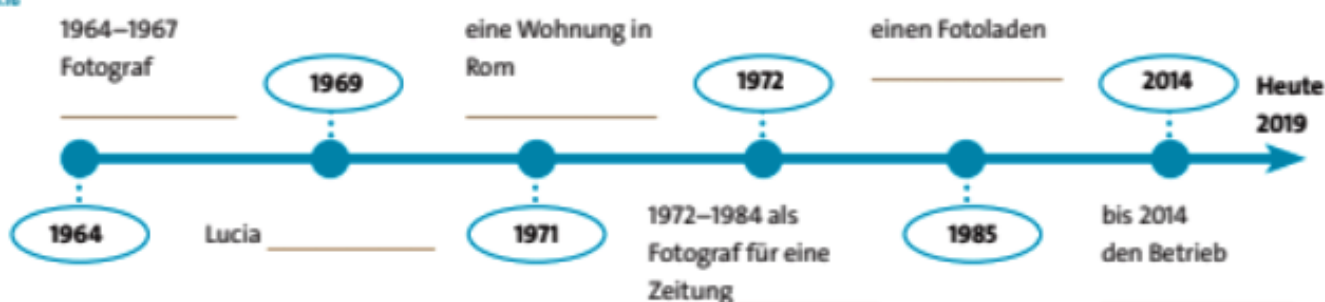 1964–1967
Fotograf
1969
eine Wohnung in
Rom
1972
einen Fotoladen
2014
Heute
2019
1964
Lucia
1971
1972–1984 als
Fotograf für eine
Zeitung
1985
bis 2014
den Betrieb